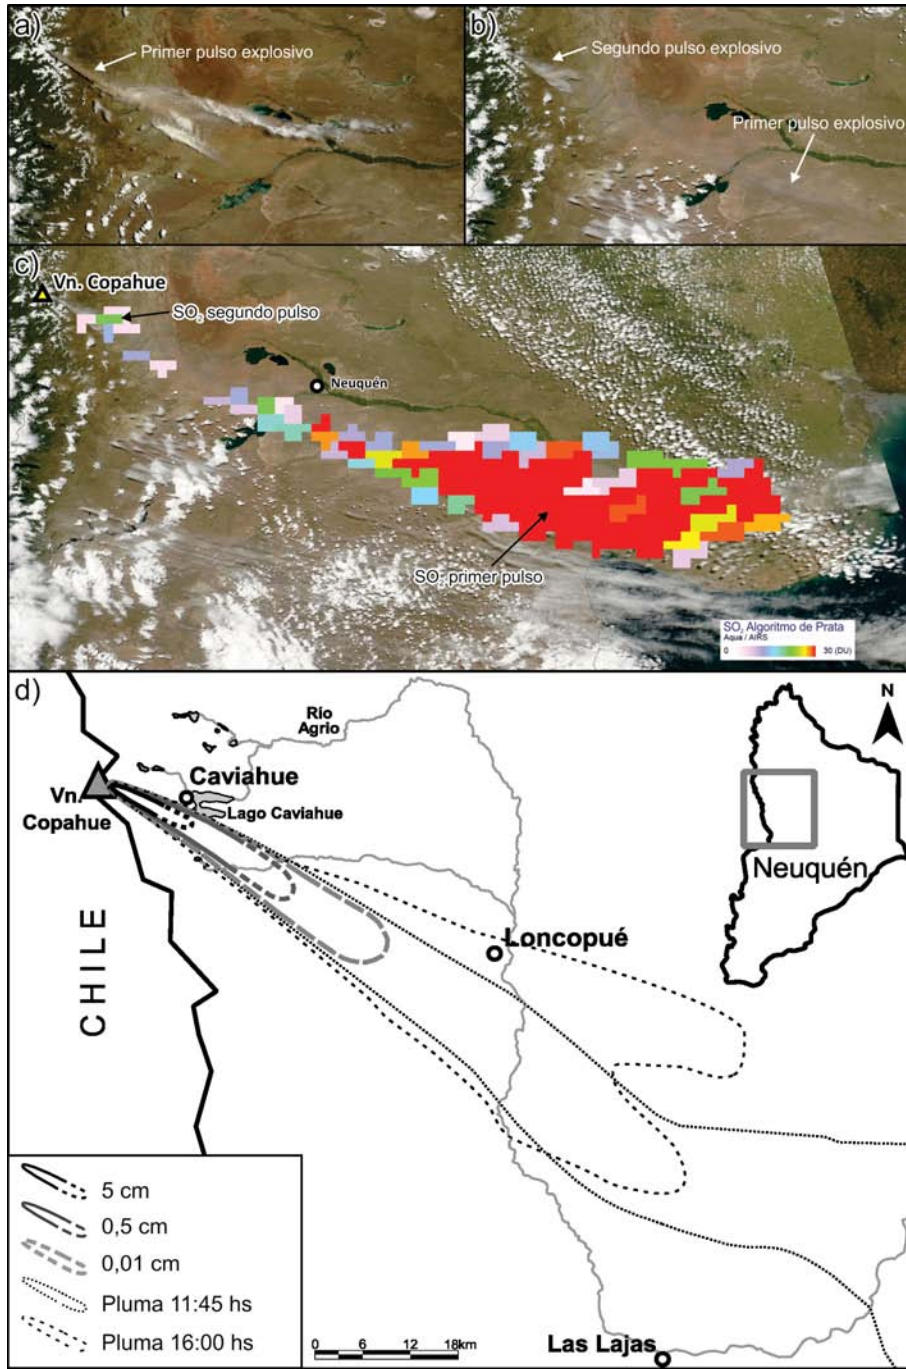 a)
Primer pulso explosivo
b)
Segundo pulso explosivo
Primer pulso explosivo
c)
Vn. Copahue
SO₂ segundo pulso
Neuquén
SO₂ primer pulso
SO₂ Algoritmo de Prata
Aqua / AIRS
0
30 (DU)
d)
Río
Agrio
N
Caviahue
Vn.
Copahue
Lago Caviahue
Neuquén
CHILE
Loncopué
5 cm
0,5 cm
0,01 cm
Pluma 11:45 hs
Pluma 16:00 hs
0 6 12 18km
Las Lajas